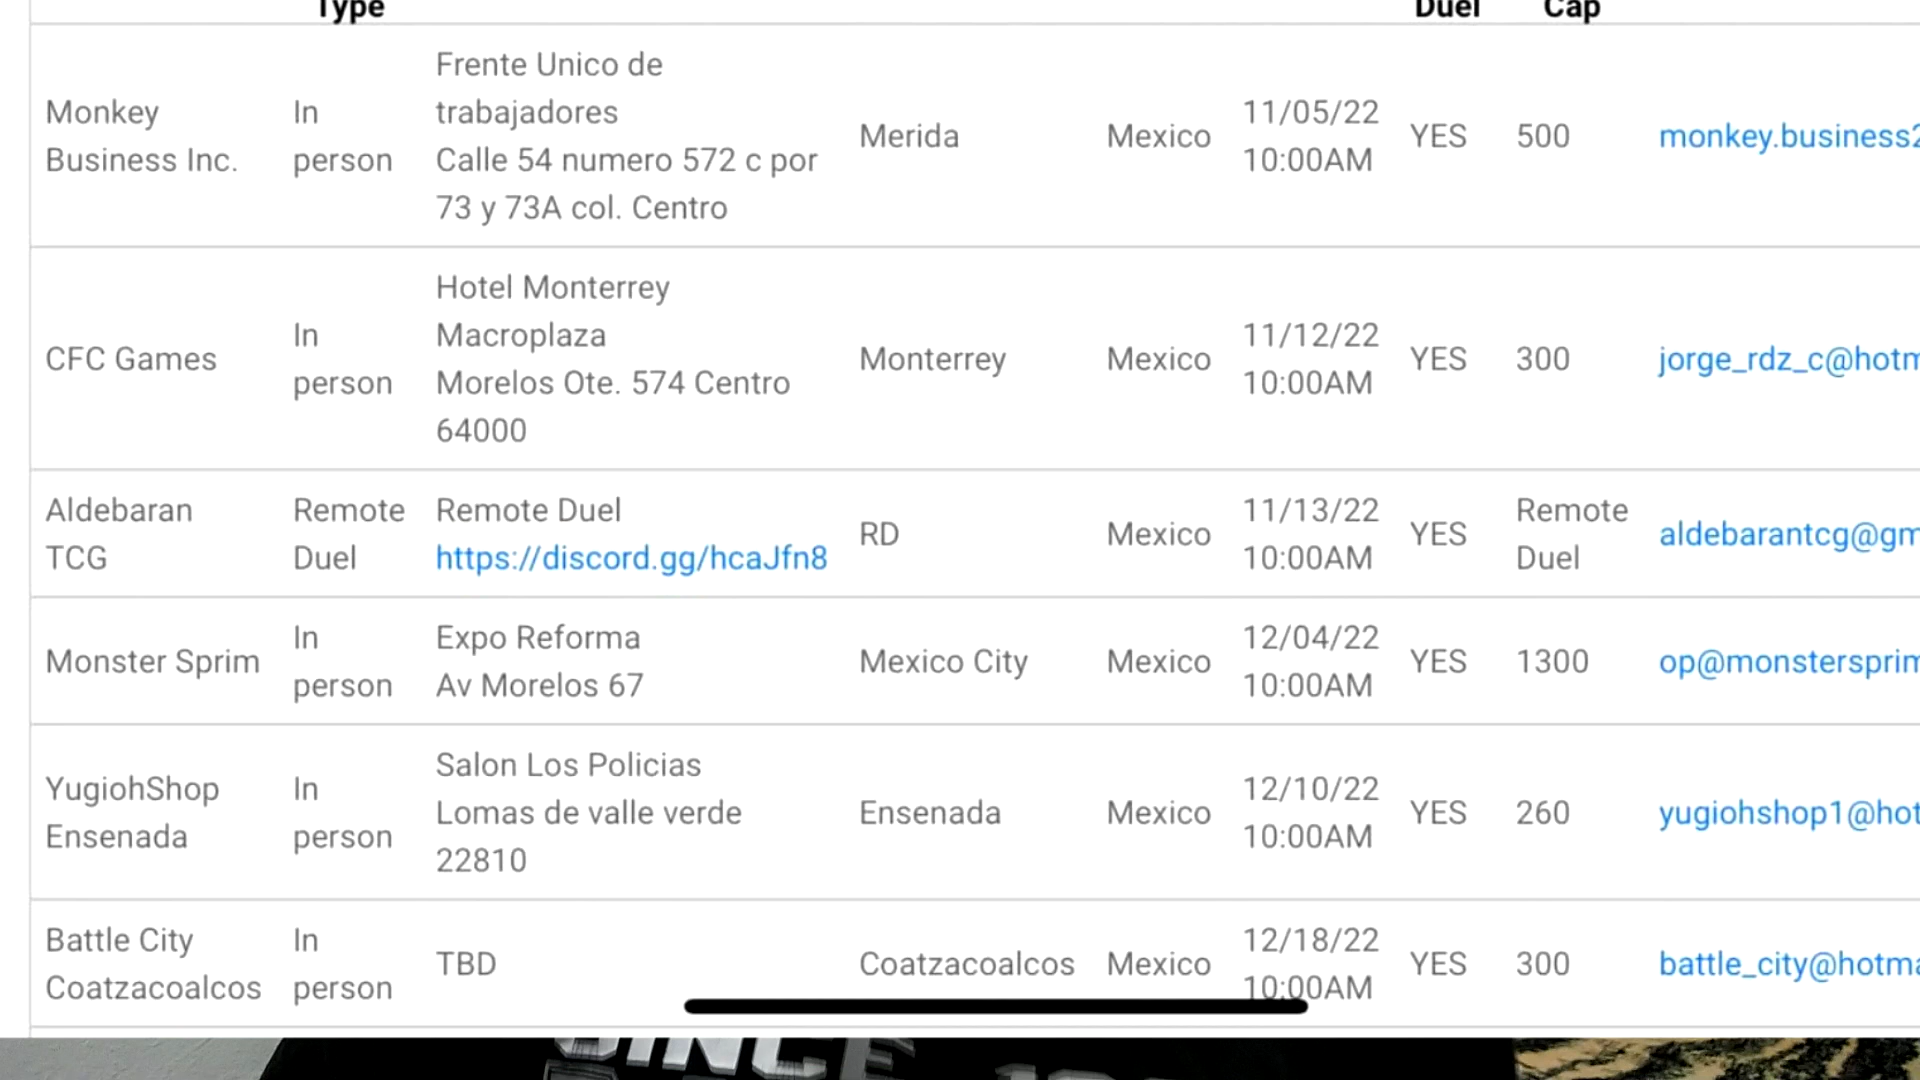 Type
Duel
Cap
Monkey
Business Inc.
In
person
Frente Unico de
trabajadores
Calle 54 numero 572 c por
73 y 73A col. Centro
Merida
Mexico
11/05/22
10:00AM
YES
500
monkey.business2
CFC Games
In
person
Hotel Monterrey
Macroplaza
Morelos Ote. 574 Centro
64000
Monterrey
Mexico
11/12/22
10:00AM
YES
300
jorge_rdz_c@hotm
Aldebaran
TCG
Remote
Duel
Remote Duel
https://discord.gg/hcaJfn8
RD
Mexico
11/13/22
10:00AM
YES
Remote
Duel
aldebarantcg@gm
Monster Sprim
In
person
Expo Reforma
Av Morelos 67
Mexico City
Mexico
12/04/22
10:00AM
YES
1300
op@monstersprim
YugiohShop
Ensenada
In
person
Salon Los Policias
Lomas de valle verde
22810
Ensenada
Mexico
12/10/22
10:00AM
YES
260
yugiohshop1@hot
Battle City
Coatzacoalcos
In
person
TBD
Coatzacoalcos
Mexico
12/18/22
10:00AM
YES
300
battle_city@hotma
SINCE